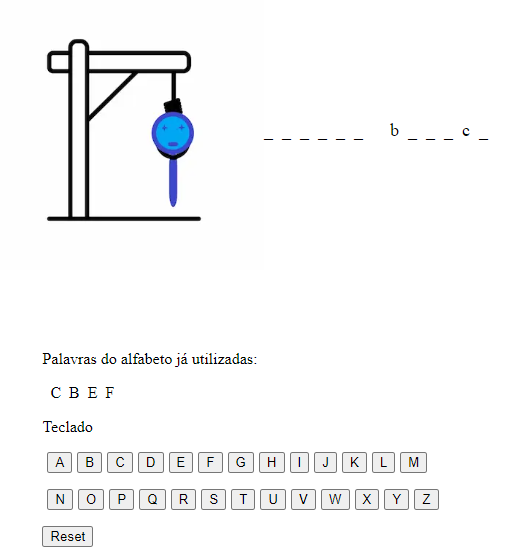 _ _ _ _ _ _ b _ _ _ c _
Palavras do alfabeto já utilizadas:
C B E F
Teclado
A B C D E F G H I J K L M
N O P Q R S T U V W X Y Z
Reset